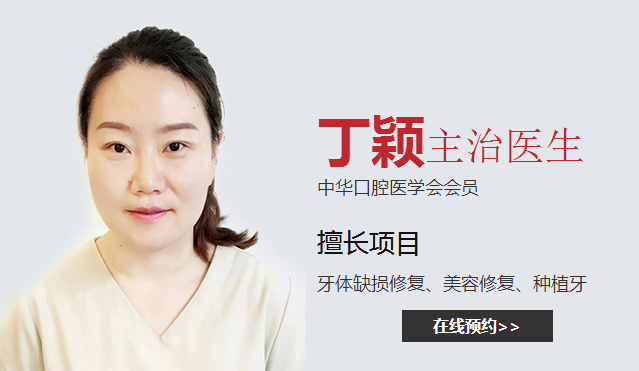 丁颖主治医生
中华口腔医学会会员
擅长项目
牙体缺损修复、美容修复、种植牙
在线预约>>